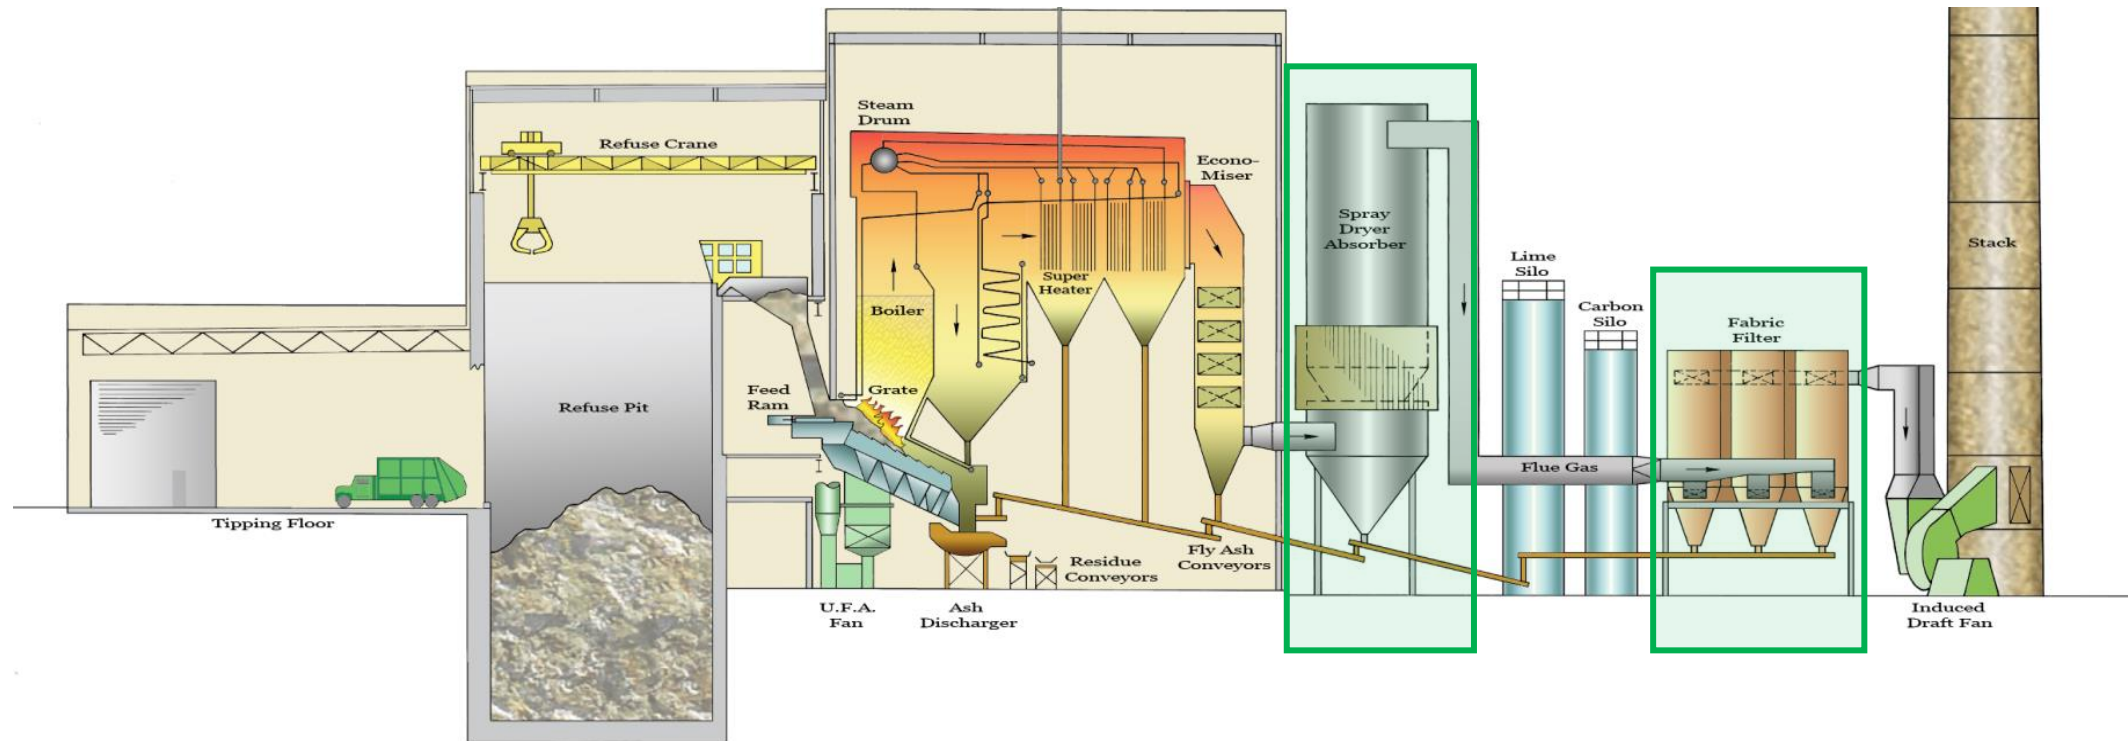 Steam
Drum
Refuse Crane
Econo-
Miser
Spray
Dryer
Absorber
Stack
Lime
Silo
Super
Heater
Boiler
Carbon
Silo
Fabric
Filter
Feed
Ram
Grate
Refuse Pit
Flue Gas
Tipping Floor
Residue
Conveyors
Fly Ash
Conveyors
U.F.A.
Fan
Ash
Discharger
Induced
Draft Fan